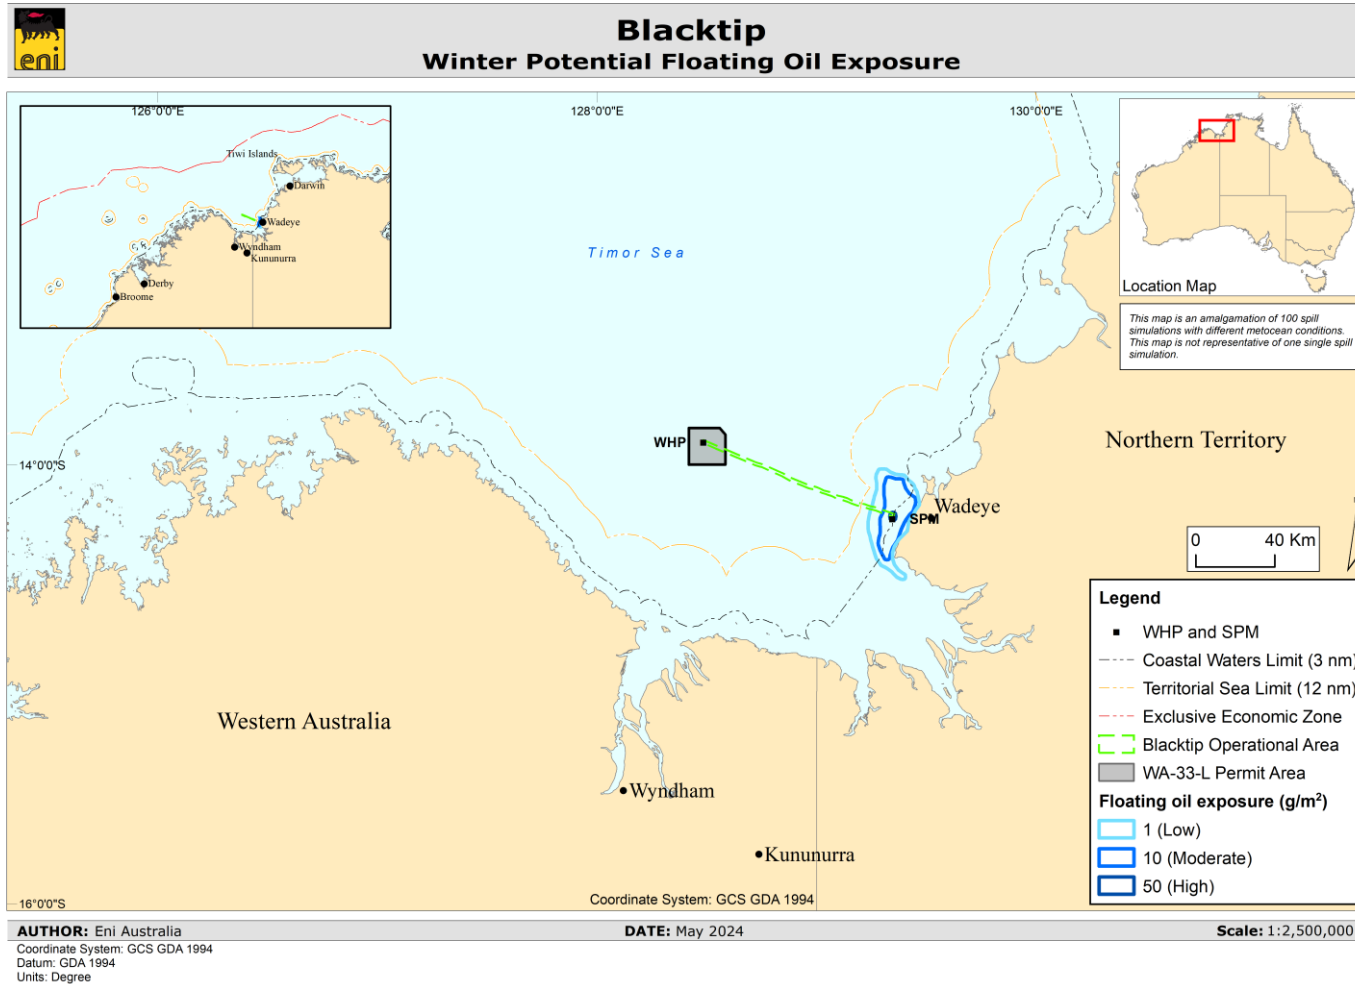 eni
Blacktip
Winter Potential Floating Oil Exposure
126°0'0"E
128°0'0"E
130°0'0"E
Tiwi Islands
Darwin
Wadeye
Wyndham
Kununurra
Derby
Broome
Timor Sea
Location Map
This map is an amalgamation of 100 spill
simulations with different metocean conditions.
This map is not representative of one single spill
simulation.
WHP
Northern Territory
14°0'0"S
Wadeye
SPM
0 40 Km
Western Australia
Wyndham
Kununurra
16°0'0"S
Coordinate System: GCS GDA 1994
Legend
WHP and SPM
Coastal Waters Limit (3 nm)
Territorial Sea Limit (12 nm)
Exclusive Economic Zone
Blacktip Operational Area
WA-33-L Permit Area
Floating oil exposure (g/m²)
1 (Low)
10 (Moderate)
50 (High)
AUTHOR: Eni Australia
DATE: May 2024
Scale: 1:2,500,000
Coordinate System: GCS GDA 1994
Datum: GDA 1994
Units: Degree